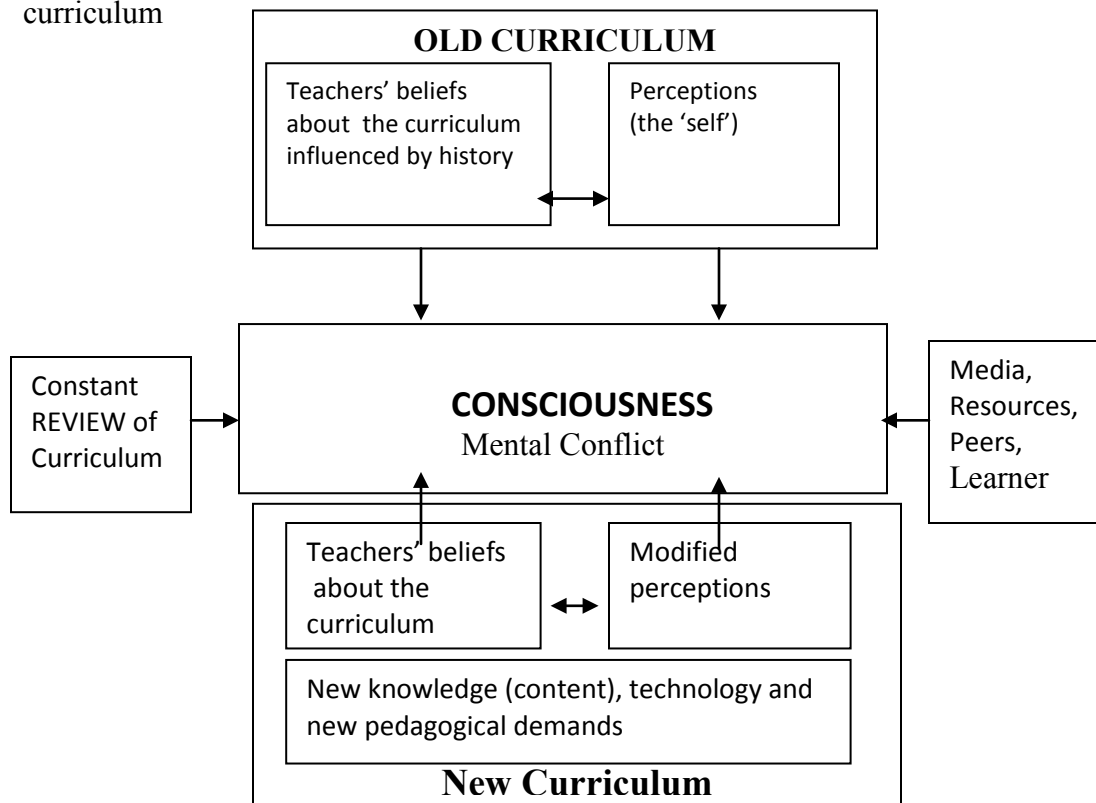 curriculum
OLD CURRICULUM
Teachers’ beliefs
about the curriculum
influenced by history
Perceptions
(the ‘self’)
Constant
REVIEW of
Curriculum
CONSCIOUSNESS
Mental Conflict
Media,
Resources,
Peers,
Learner
Teachers’ beliefs
about the
curriculum
Modified
perceptions
New knowledge (content), technology and
new pedagogical demands
New Curriculum